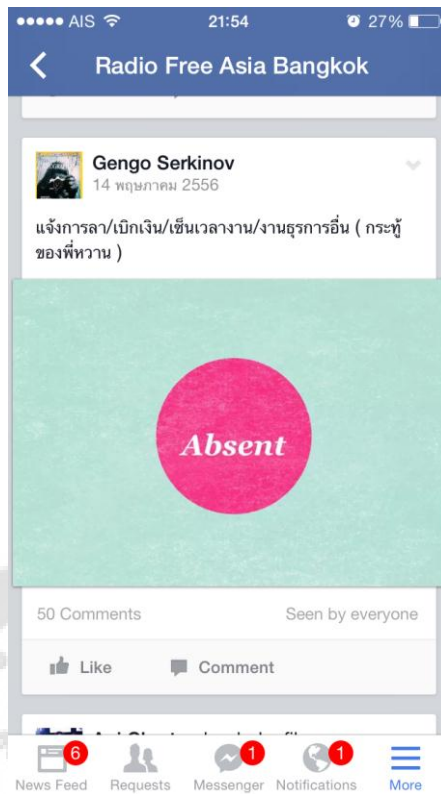 AIS 21:54 27%
Radio Free Asia Bangkok
Gengo Serkinov
14 พฤษภาคม 2556
แจ้งการลา/เบิกเงิน/เซ็นเวลางาน/งานธุรการอื่น ( กระทู้
ของพี่หวาน )
Absent
50 Comments Seen by everyone
Like Comment
6 1 1
News Feed Requests Messenger Notifications More